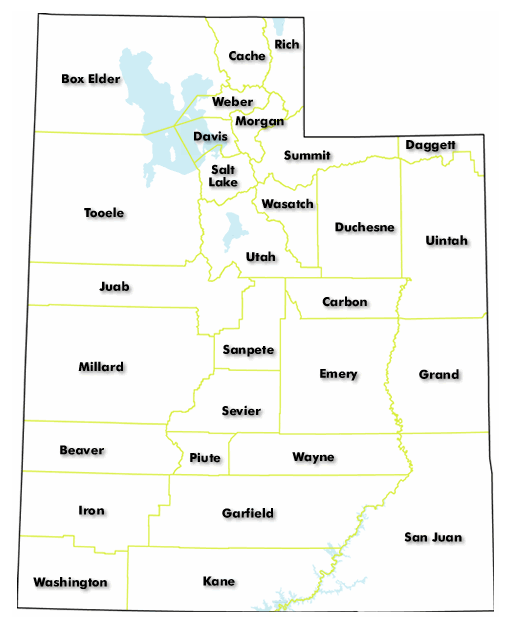 Rich
Cache
Box Elder
Weber
Morgan
Davis
Daggett
Summit
Salt
Lake
Wasatch
Tooele
Duchesne
Uintah
Utah
Juab
Carbon
Sanpete
Millard
Emery
Grand
Sevier
Beaver
Piute
Wayne
Iron
Garfield
San Juan
Washington
Kane